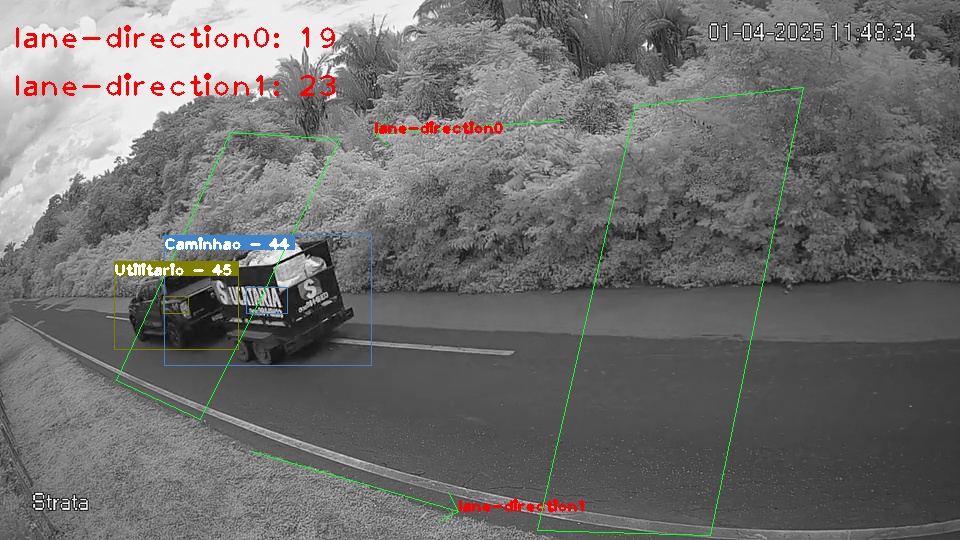 lane-direction0: 19
01-04-2025 11:48:34
lane-direction1: 23
lane-direction0
Caminhao - 44
Utilitario - 45
SUCATARIA
S
lane-direction1
Strata